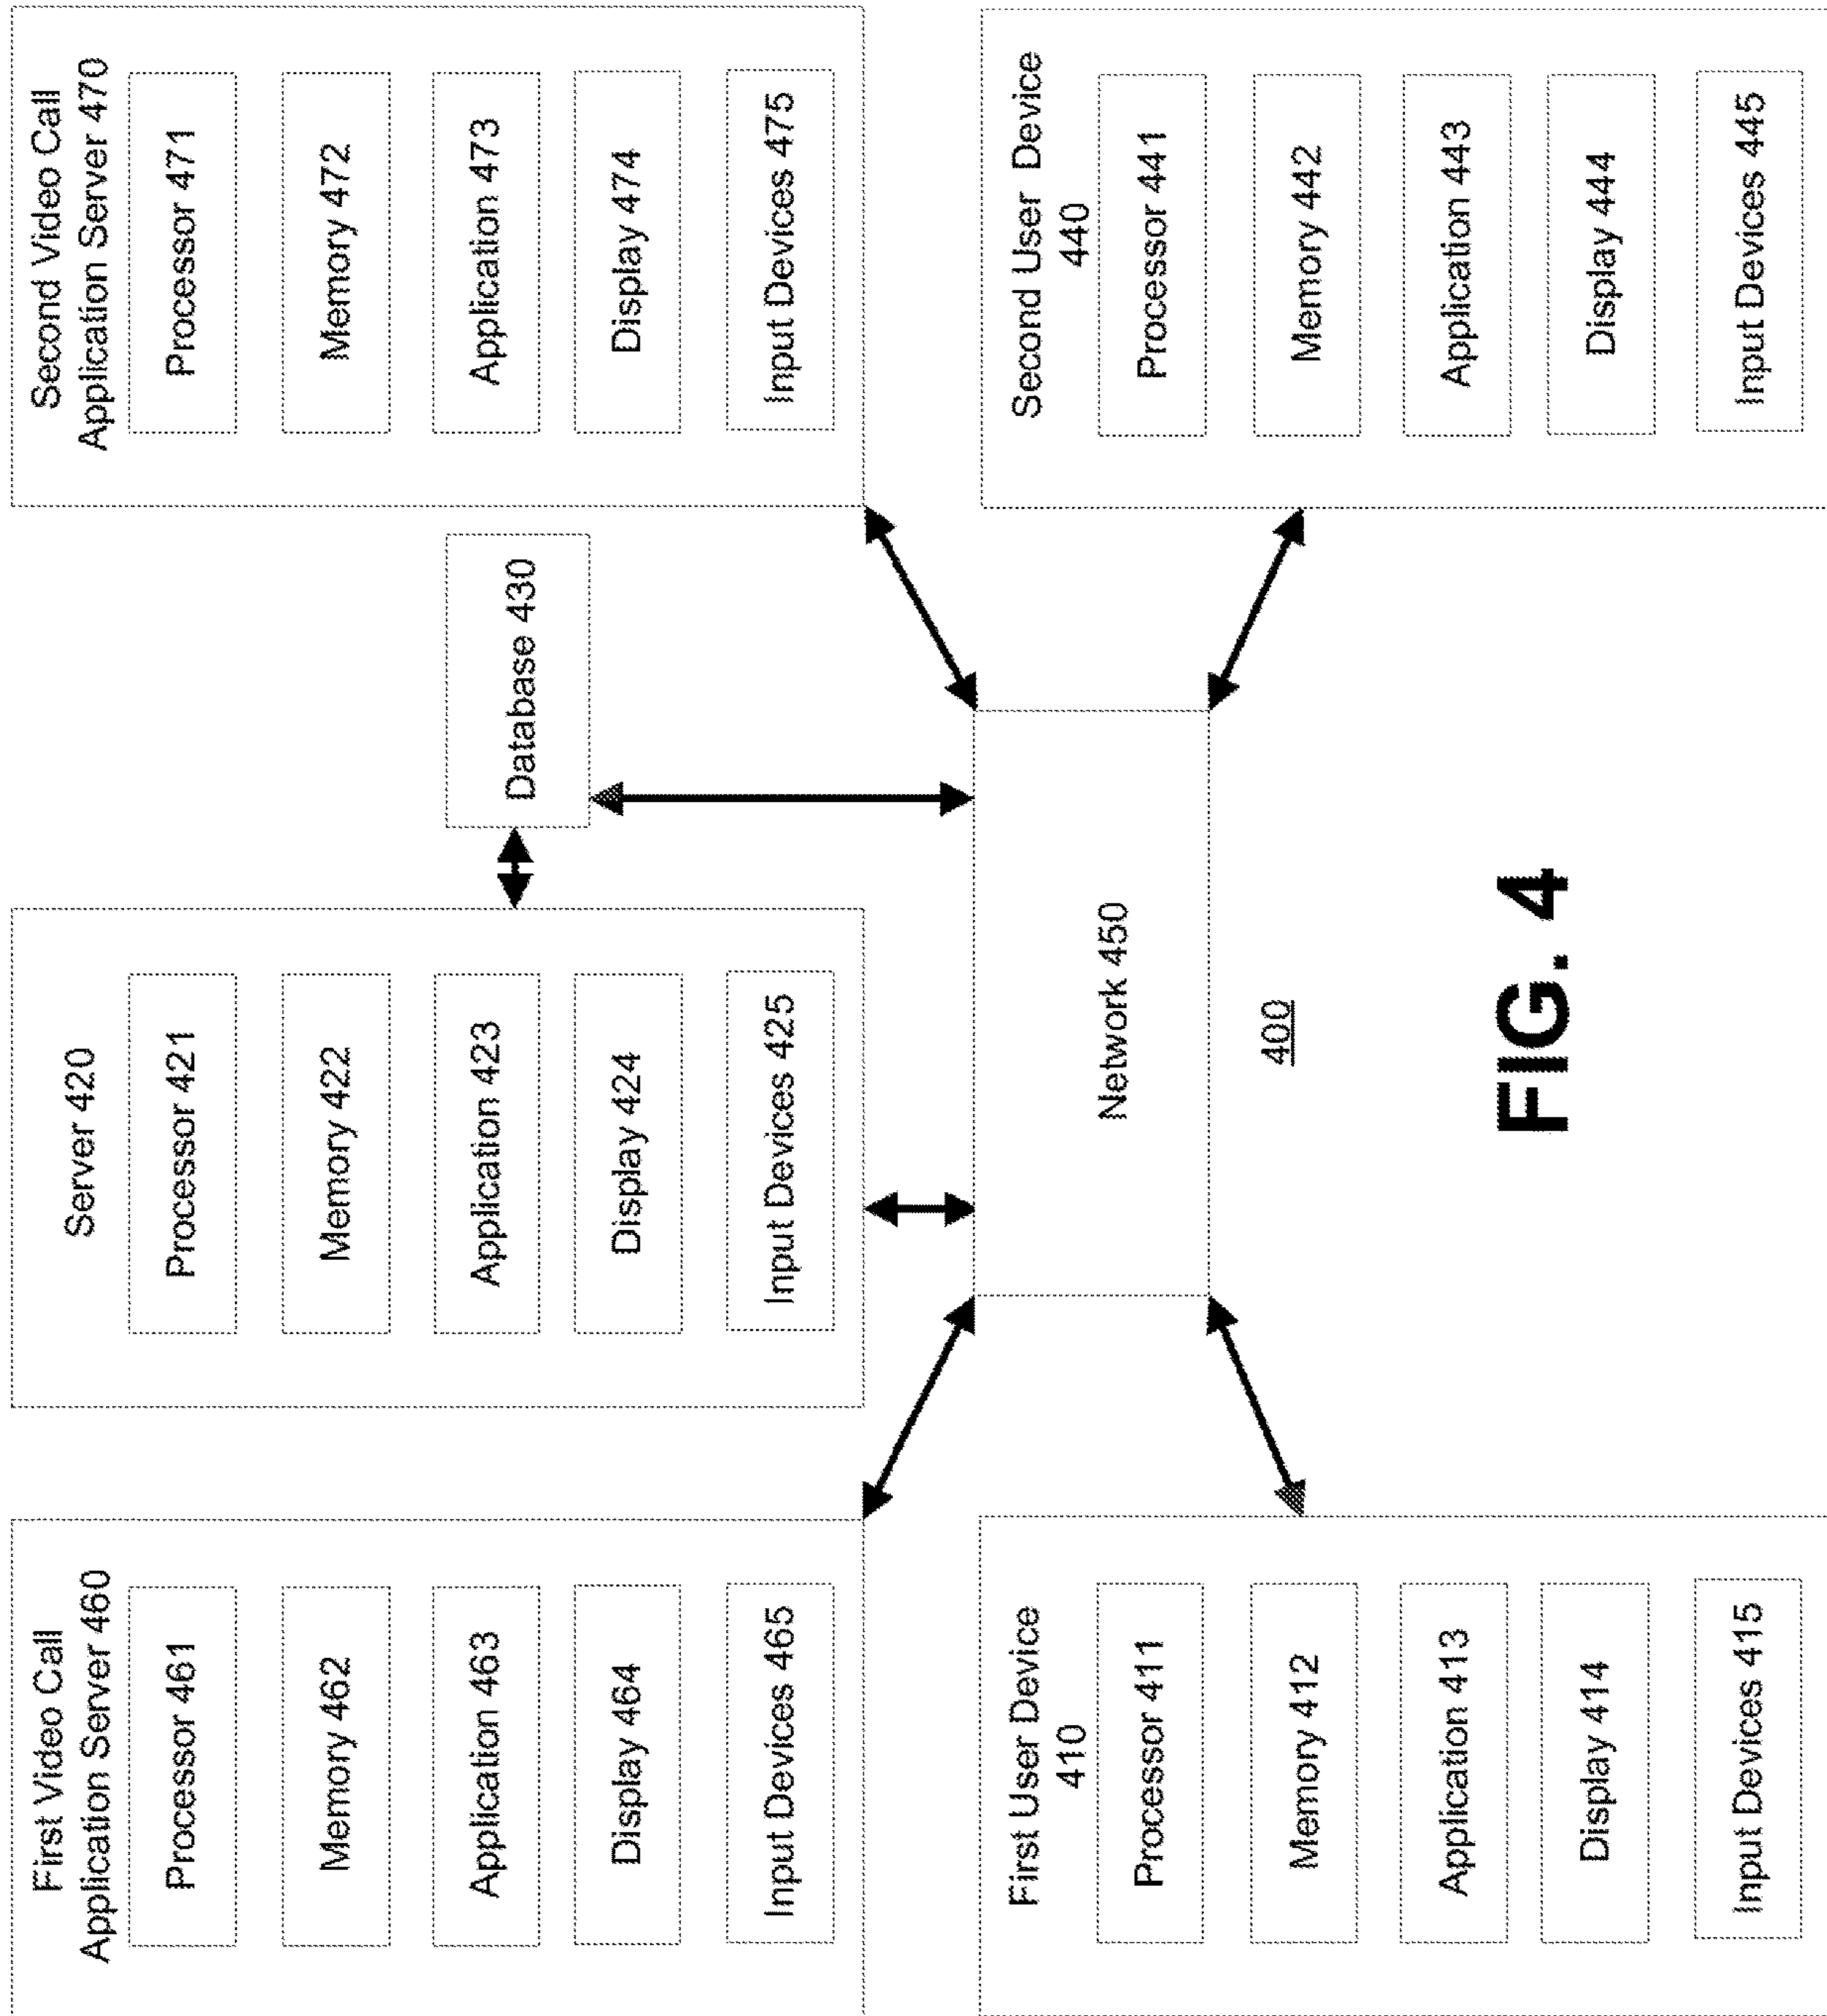 First Video Call
Application Server 460
Processor 461
Memory 462
Application 463
Display 464
Input Devices 465
Server 420
Processor 421
Memory 422
Application 423
Display 424
Input Devices 425
Database 430
Second Video Call
Application Server 470
Processor 471
Memory 472
Application 473
Display 474
Input Devices 475
Network 450
First User Device
410
Processor 411
Memory 412
Application 413
Display 414
Input Devices 415
Second User Device
440
Processor 441
Memory 442
Application 443
Display 444
Input Devices 445
400
FIG. 4